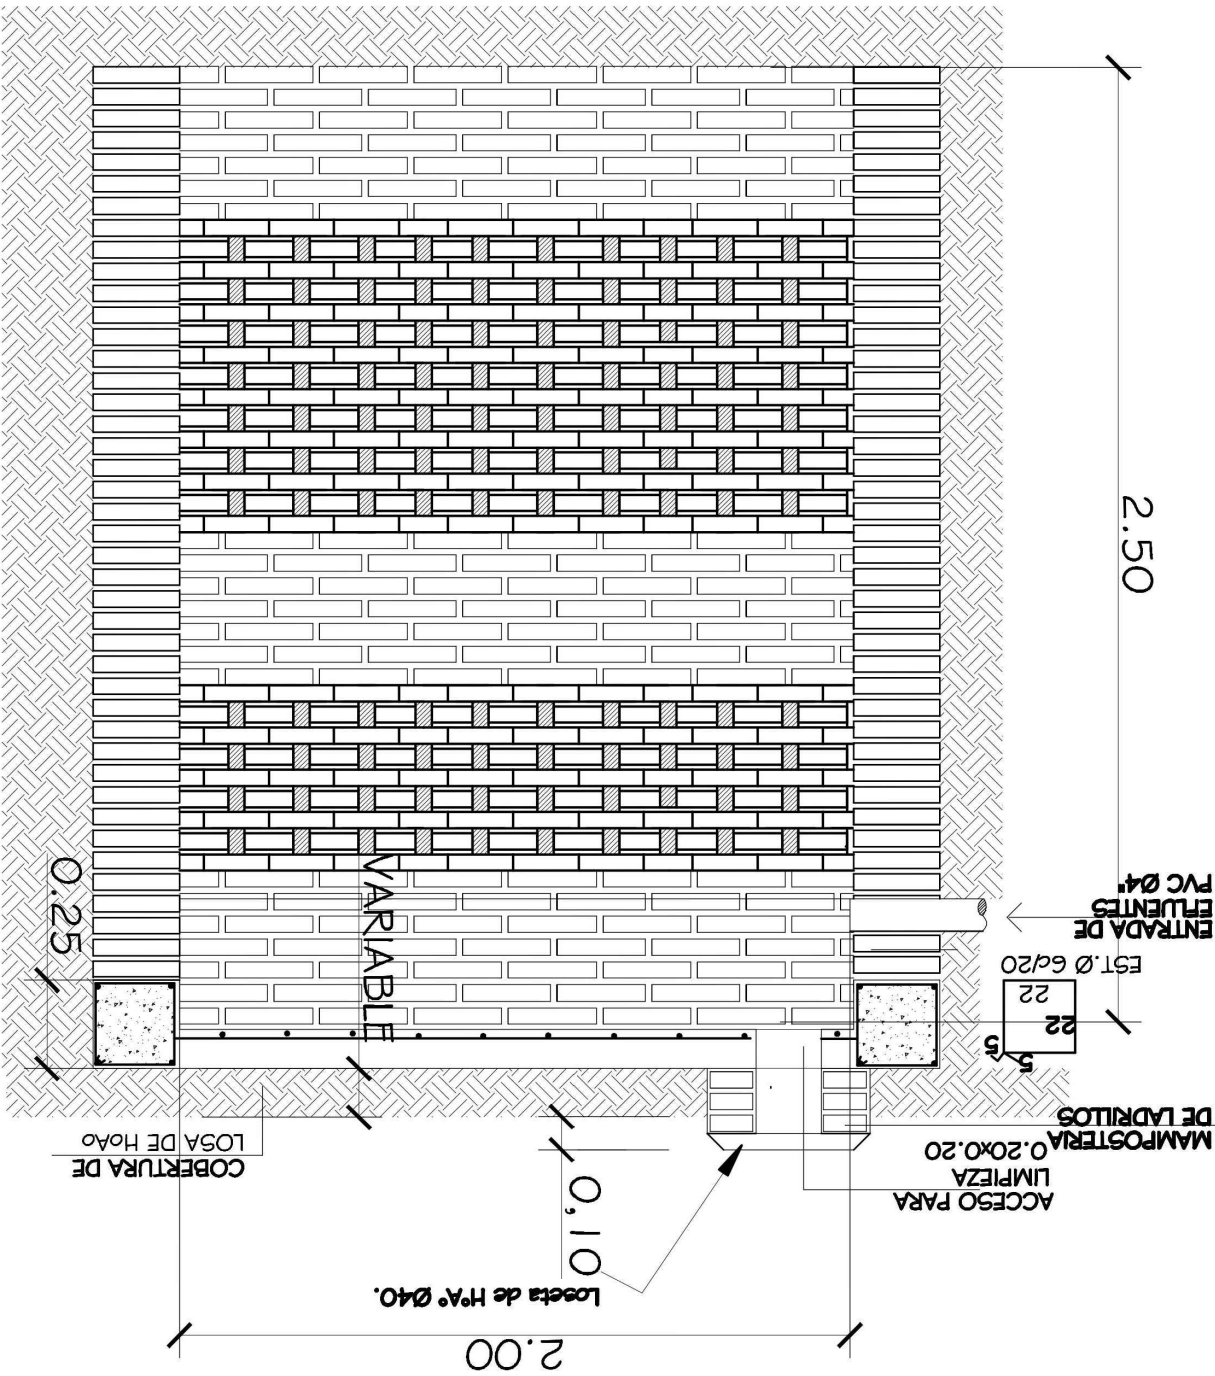 2.00
Loseta de HºAº Ø40.
0,10
ACCESO PARA
LIMPIEZA
0.20x0.20
COBERTURA DE
LOSA DE HoAo
MAMPOSTERIA
DE LADRILLOS
5
5
22
22
EST.Ø 6c/20
ENTRADA DE
EFLUENTES
PVC Ø4"
VARIABLE
0.25
2.50